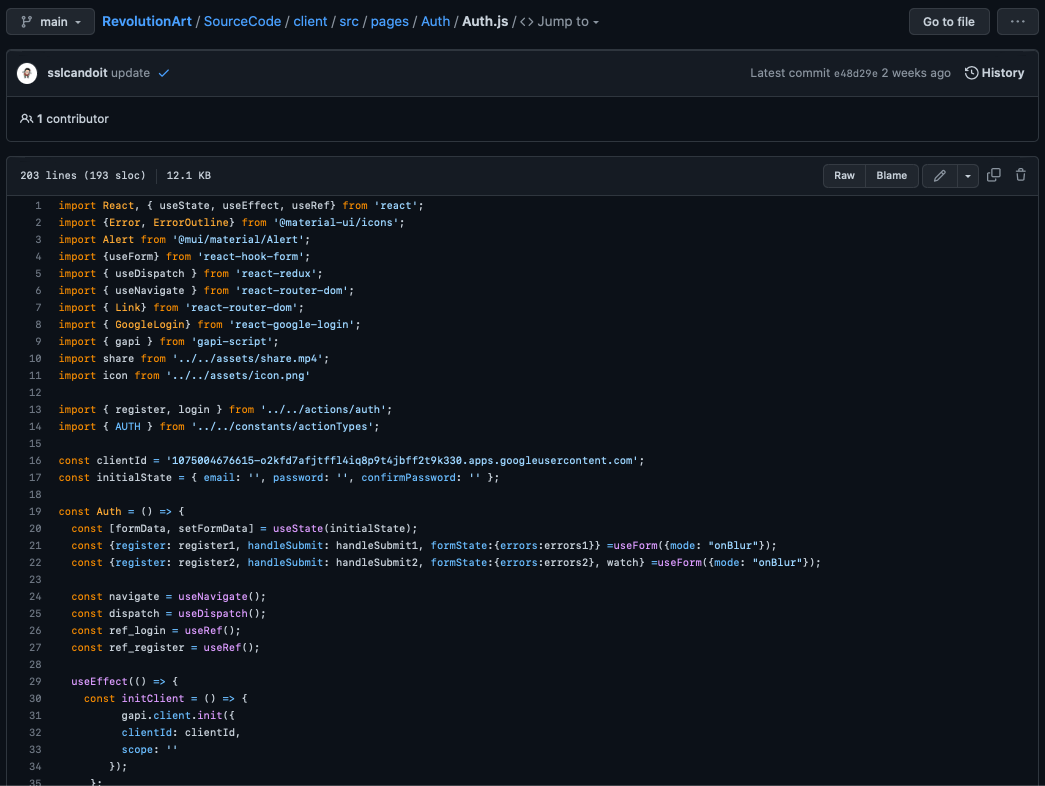 main RevolutionArt / SourceCode / client / src / pages / Auth / Auth.js / <> Jump to Go to file ...
sslcandoit update Latest commit e48d29e 2 weeks ago History
1 contributor
203 lines (193 sloc) 12.1 KB Raw Blame
1 import React, { useState, useEffect, useRef} from 'react';
2 import {Error, ErrorOutline} from '@material-ui/icons';
3 import Alert from '@mui/material/Alert';
4 import {useForm} from 'react-hook-form';
5 import { useDispatch } from 'react-redux';
6 import { useNavigate } from 'react-router-dom';
7 import { Link} from 'react-router-dom';
8 import { GoogleLogin} from 'react-google-login';
9 import { gapi } from 'gapi-script';
10 import share from '../../assets/share.mp4';
11 import icon from '../../assets/icon.png'
12
13 import { register, login } from '../../actions/auth';
14 import { AUTH } from '../../constants/actionTypes';
15
16 const clientId = '1075004676615-o2kfd7afjtffl4iq8p9t4jbff2t9k330.apps.googleusercontent.com';
17 const initialState = { email: '', password: '', confirmPassword: '' };
18
19 const Auth = () => {
20 const [formData, setFormData] = useState(initialState);
21 const {register: register1, handleSubmit: handleSubmit1, formState:{errors:errors1}} =useForm({mode: "onBlur"});
22 const {register: register2, handleSubmit: handleSubmit2, formState:{errors:errors2}, watch} =useForm({mode: "onBlur"});
23
24 const navigate = useNavigate();
25 const dispatch = useDispatch();
26 const ref_login = useRef();
27 const ref_register = useRef();
28
29 useEffect(() => {
30 const initClient = () => {
31 gapi.client.init({
32 clientId: clientId,
33 scope: ''
34 });
35 };